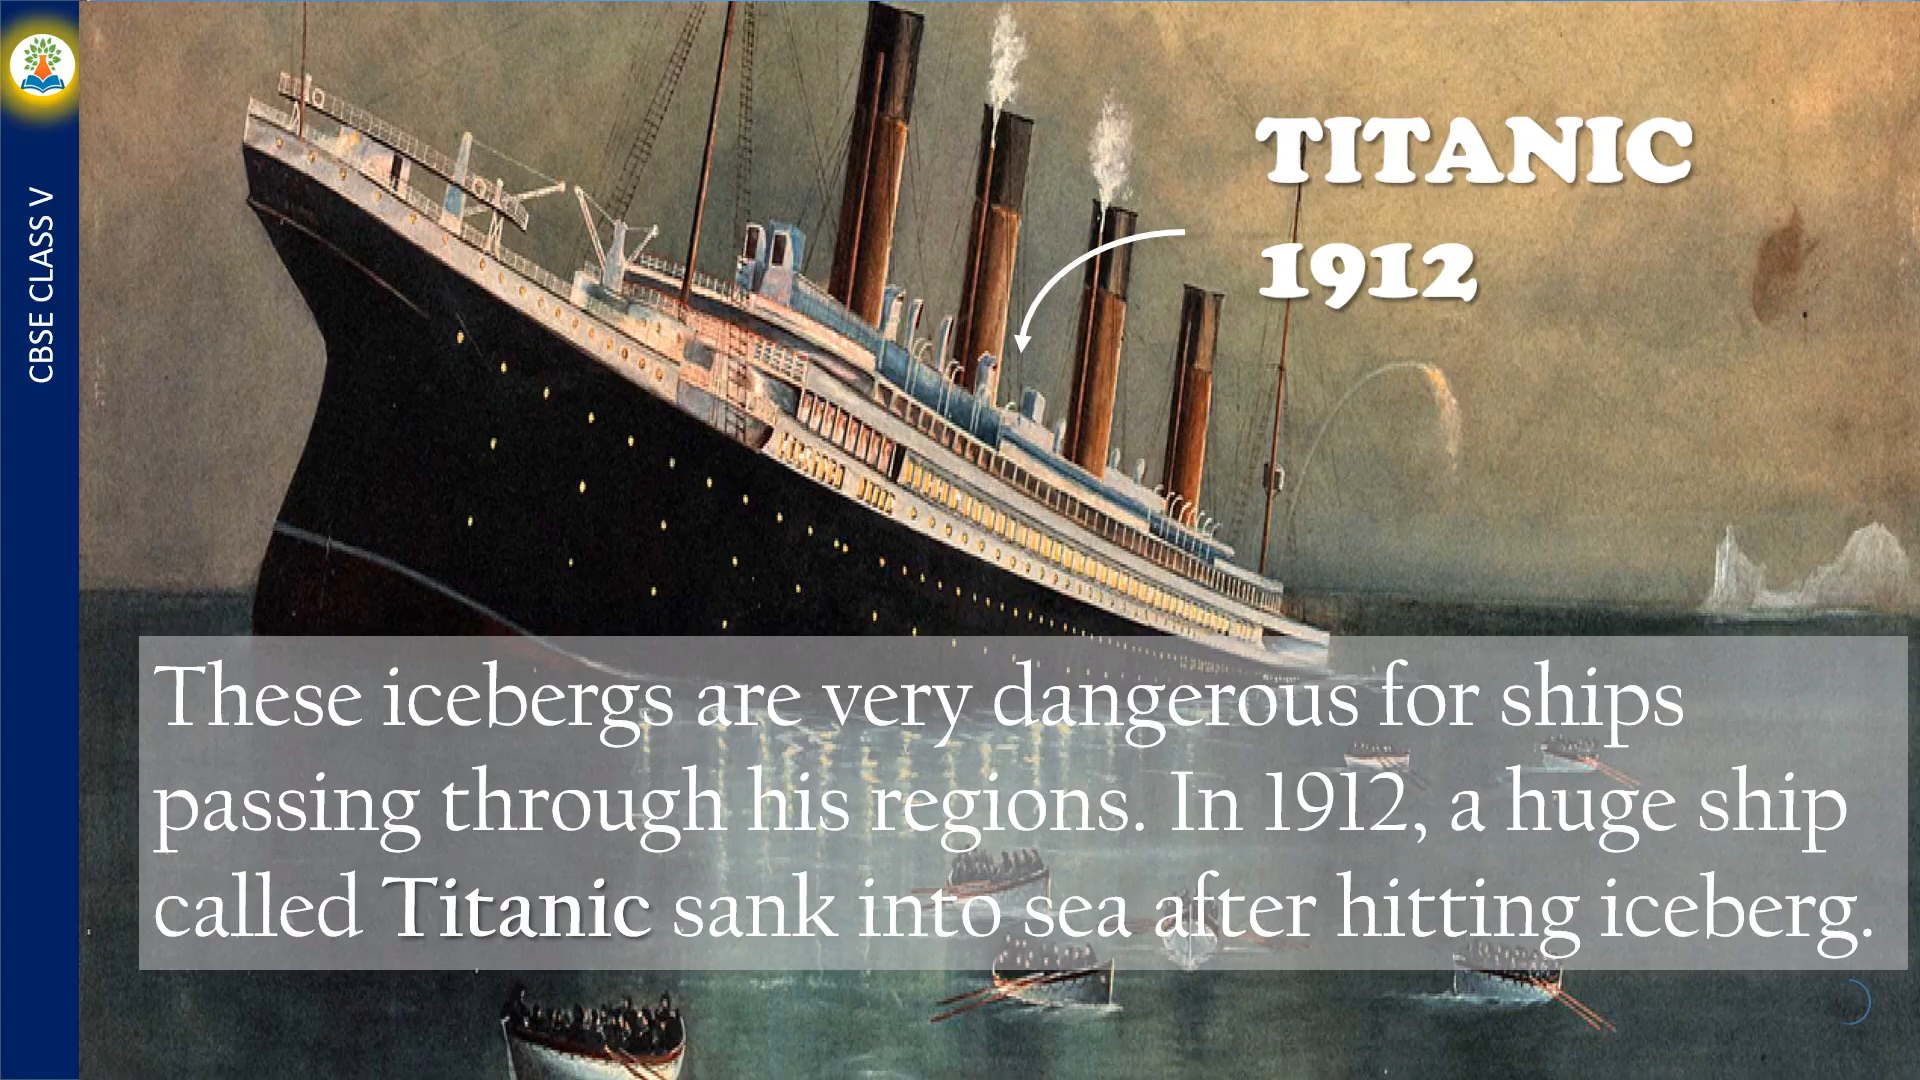 CBSE CLASS V
TITANIC
1912
These icebergs are very dangerous for ships
passing through his regions. In 1912, a huge ship
called Titanic sank into sea after hitting iceberg.